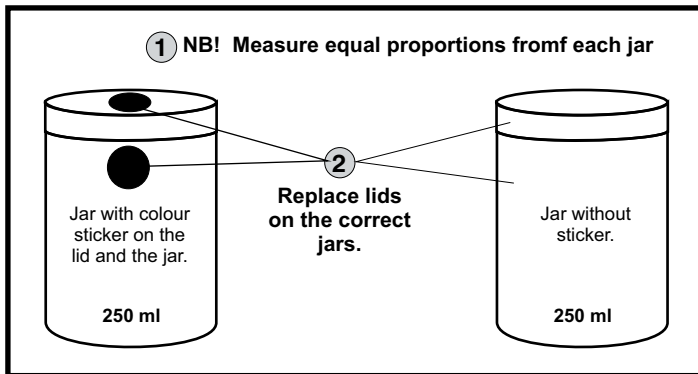 1 NB! Measure equal proportions fromf each jar
2
Replace lids
on the correct
jars.
Jar with colour
sticker on the
lid and the jar.
250 ml
Jar without
sticker.
250 ml